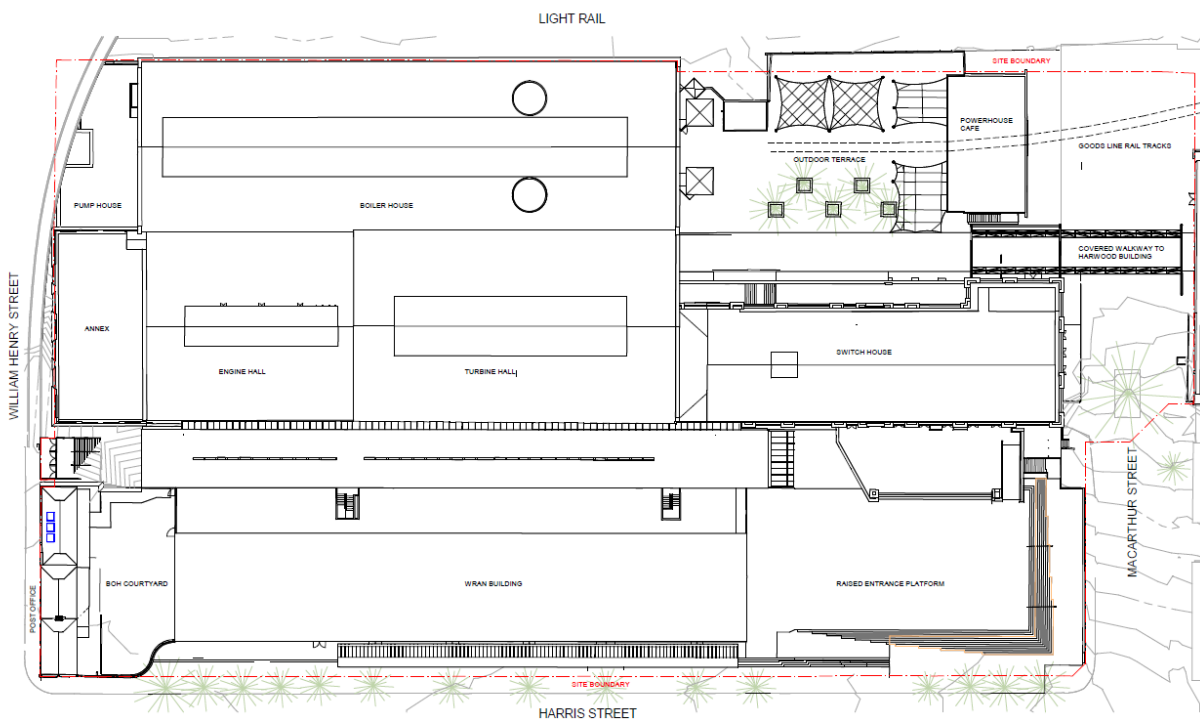 LIGHT RAIL
SITE BOUNDARY
POWERHOUSE
CAFE
GOODS LINE RAIL TRACKS
OUTDOOR TERRACE
PUMP HOUSE
BOILER HOUSE
COVERED WALKWAY TO
HARWOOD BUILDING
WILLIAM HENRY STREET
ANNEX
SWITCH HOUSE
ENGINE HALL
TURBINE HALL
MACARTHUR STREET
POST OFFICE
BOH COURTYARD
WRAN BUILDING
RAISED ENTRANCE PLATFORM
SITE BOUNDARY
HARRIS STREET